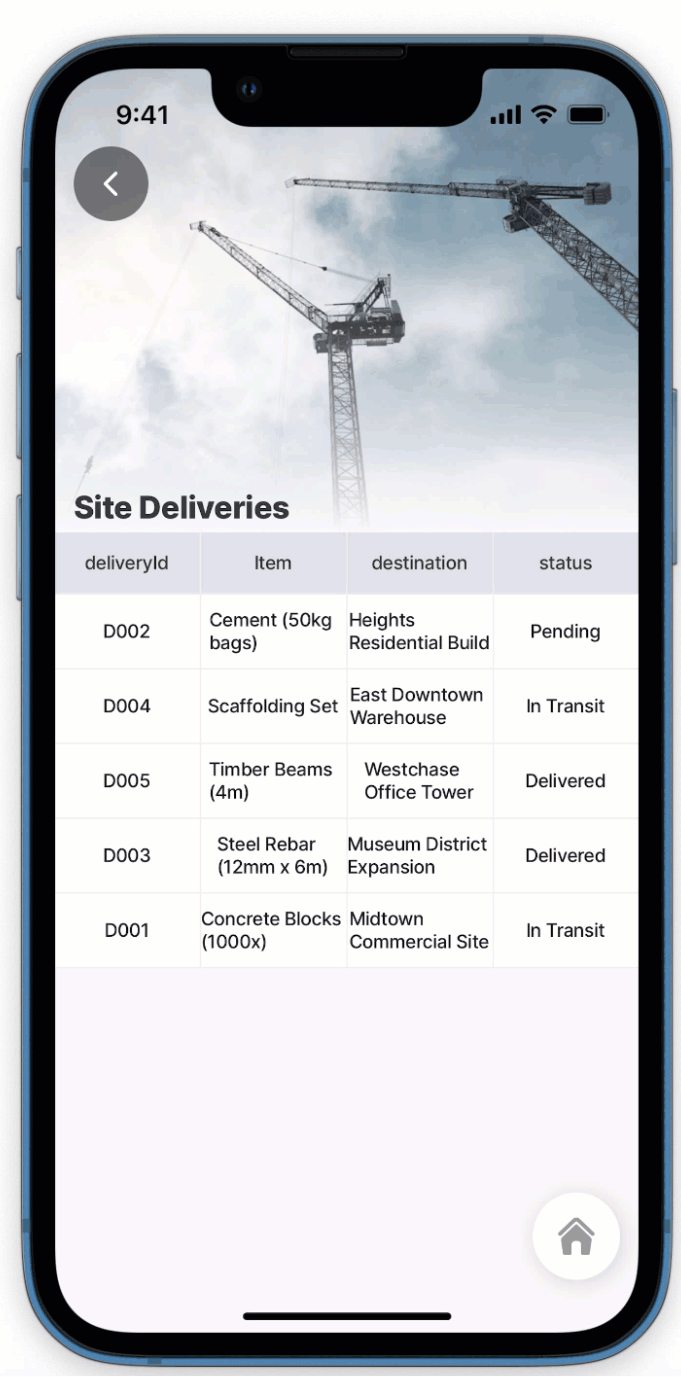 9:41
Site Deliveries
deliveryId Item destination status
D002 Cement (50kg bags) Heights Residential Build Pending
D004 Scaffolding Set East Downtown Warehouse In Transit
D005 Timber Beams (4m) Westchase Office Tower Delivered
D003 Steel Rebar (12mm x 6m) Museum District Expansion Delivered
D001 Concrete Blocks (1000x) Midtown Commercial Site In Transit